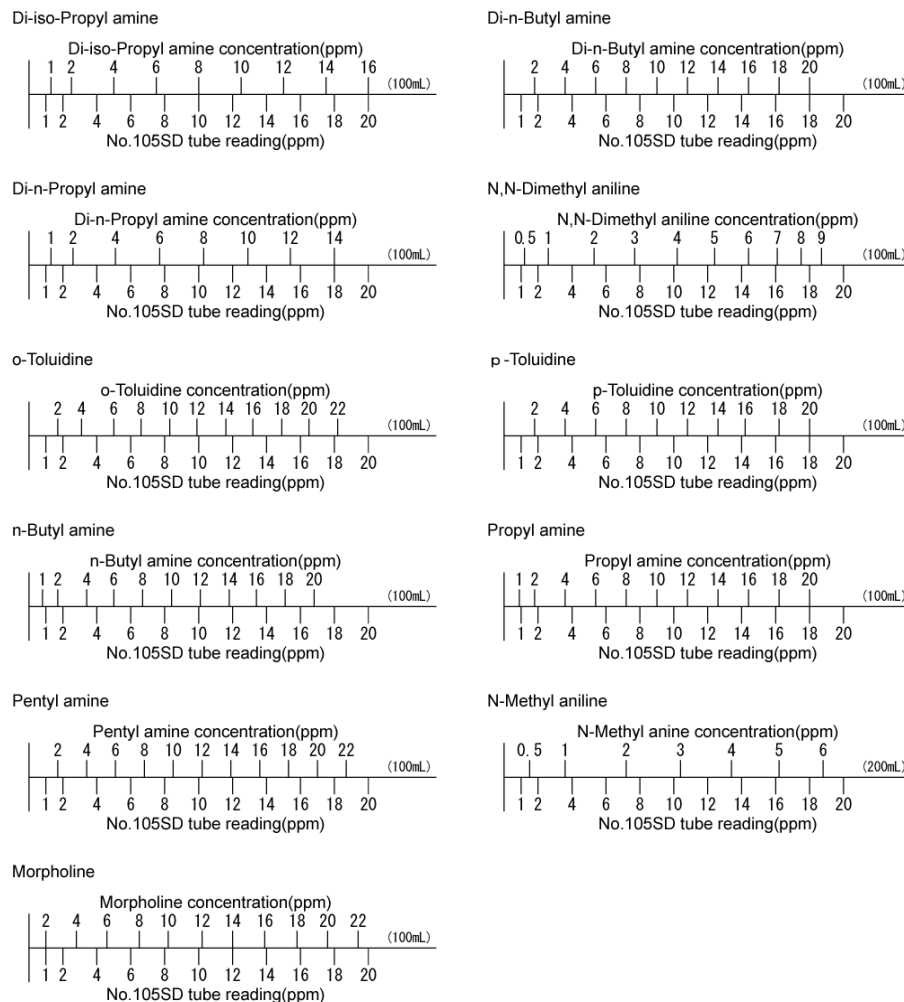 Di-iso-Propyl amine
Di-iso-Propyl amine concentration(ppm)
1 2 4 6 8 10 12 14 16
(100mL)
1 2 4 6 8 10 12 14 16 18 20
No.105SD tube reading(ppm)
Di-n-Butyl amine
Di-n-Butyl amine concentration(ppm)
2 4 6 8 10 12 14 16 18 20
(100mL)
1 2 4 6 8 10 12 14 16 18 20
No.105SD tube reading(ppm)
Di-n-Propyl amine
Di-n-Propyl amine concentration(ppm)
1 2 4 6 8 10 12 14
(100mL)
1 2 4 6 8 10 12 14 16 18 20
No.105SD tube reading(ppm)
N,N-Dimethyl aniline
N,N-Dimethyl aniline concentration(ppm)
0.5 1 2 3 4 5 6 7 8 9
(100mL)
1 2 4 6 8 10 12 14 16 18 20
No.105SD tube reading(ppm)
o-Toluidine
o-Toluidine concentration(ppm)
2 4 6 8 10 12 14 16 18 20 22
(100mL)
1 2 4 6 8 10 12 14 16 18 20
No.105SD tube reading(ppm)
p-Toluidine
p-Toluidine concentration(ppm)
2 4 6 8 10 12 14 16 18 20
(100mL)
1 2 4 6 8 10 12 14 16 18 20
No.105SD tube reading(ppm)
n-Butyl amine
n-Butyl amine concentration(ppm)
1 2 4 6 8 10 12 14 16 18 20
(100mL)
1 2 4 6 8 10 12 14 16 18 20
No.105SD tube reading(ppm)
Propyl amine
Propyl amine concentration(ppm)
1 2 4 6 8 10 12 14 16 18 20
(100mL)
1 2 4 6 8 10 12 14 16 18 20
No.105SD tube reading(ppm)
Pentyl amine
Pentyl amine concentration(ppm)
2 4 6 8 10 12 14 16 18 20 22
(100mL)
1 2 4 6 8 10 12 14 16 18 20
No.105SD tube reading(ppm)
N-Methyl aniline
N-Methyl anine concentration(ppm)
0.5 1 2 3 4 5 6
(200mL)
1 2 4 6 8 10 12 14 16 18 20
No.105SD tube reading(ppm)
Morpholine
Morpholine concentration(ppm)
2 4 6 8 10 12 14 16 18 20 22
(100mL)
1 2 4 6 8 10 12 14 16 18 20
No.105SD tube reading(ppm)